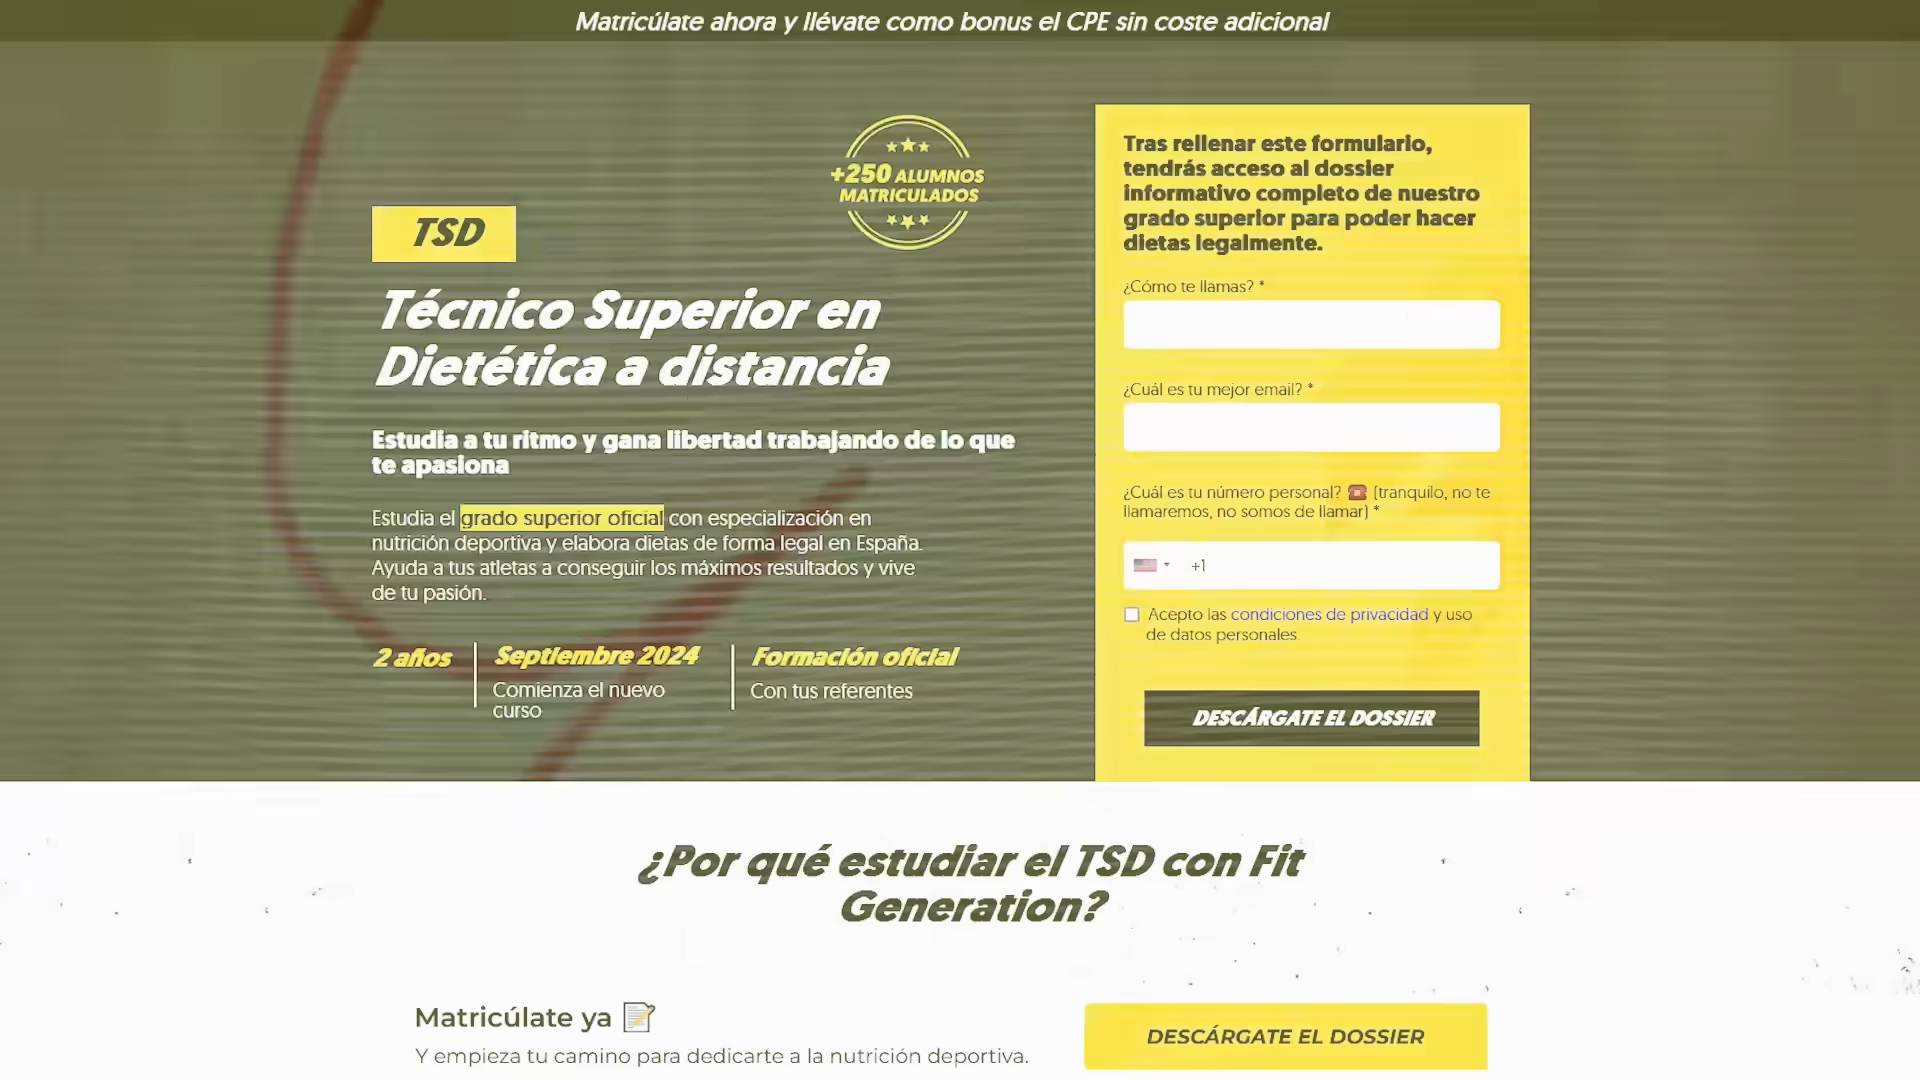 Matricúlate ahora y llévate como bonus el CPE sin coste adicional
+250 ALUMNOS
MATRICULADOS
TSD
Técnico Superior en
Dietética a distancia
Estudia a tu ritmo y gana libertad trabajando de lo que
te apasiona
Estudia el grado superior oficial con especialización en
nutrición deportiva y elabora dietas de forma legal en España.
Ayuda a tus atletas a conseguir los máximos resultados y vive
de tu pasión.
2 años
Septiembre 2024
Comienza el nuevo
curso
Formación oficial
Con tus referentes
Tras rellenar este formulario,
tendrás acceso al dossier
informativo completo de nuestro
grado superior para poder hacer
dietas legalmente.
¿Cómo te llamas? *
¿Cuál es tu mejor email? *
¿Cuál es tu número personal? ☎️ (tranquilo, no te
llamaremos, no somos de llamar) *
+1
Acepto las condiciones de privacidad y uso
de datos personales.
DESCÁRGATE EL DOSSIER
¿Por qué estudiar el TSD con Fit
Generation?
Matricúlate ya 📝
Y empieza tu camino para dedicarte a la nutrición deportiva.
DESCÁRGATE EL DOSSIER